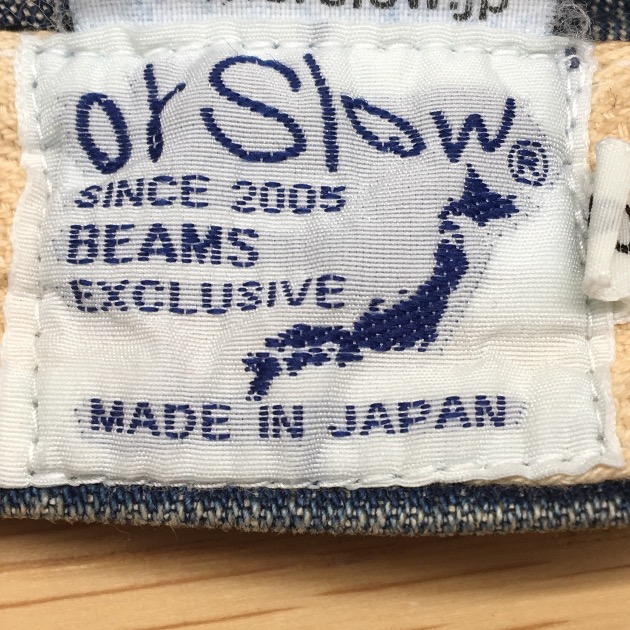 orSlow®
SINCE 2005
BEAMS
EXCLUSIVE
MADE IN JAPAN